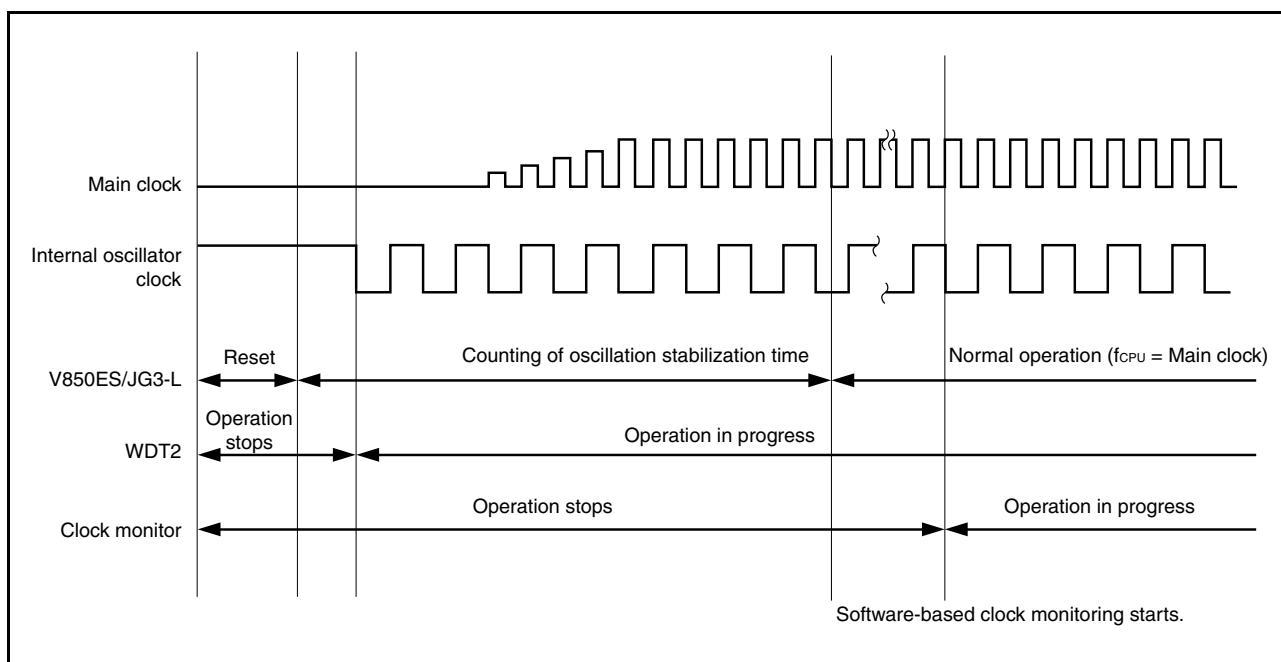 Main clock
Internal oscillator
clock
Reset
Counting of oscillation stabilization time
Normal operation (fCPU = Main clock)
V850ES/JG3-L
Operation
stops
Operation in progress
WDT2
Operation stops
Operation in progress
Clock monitor
Software-based clock monitoring starts.